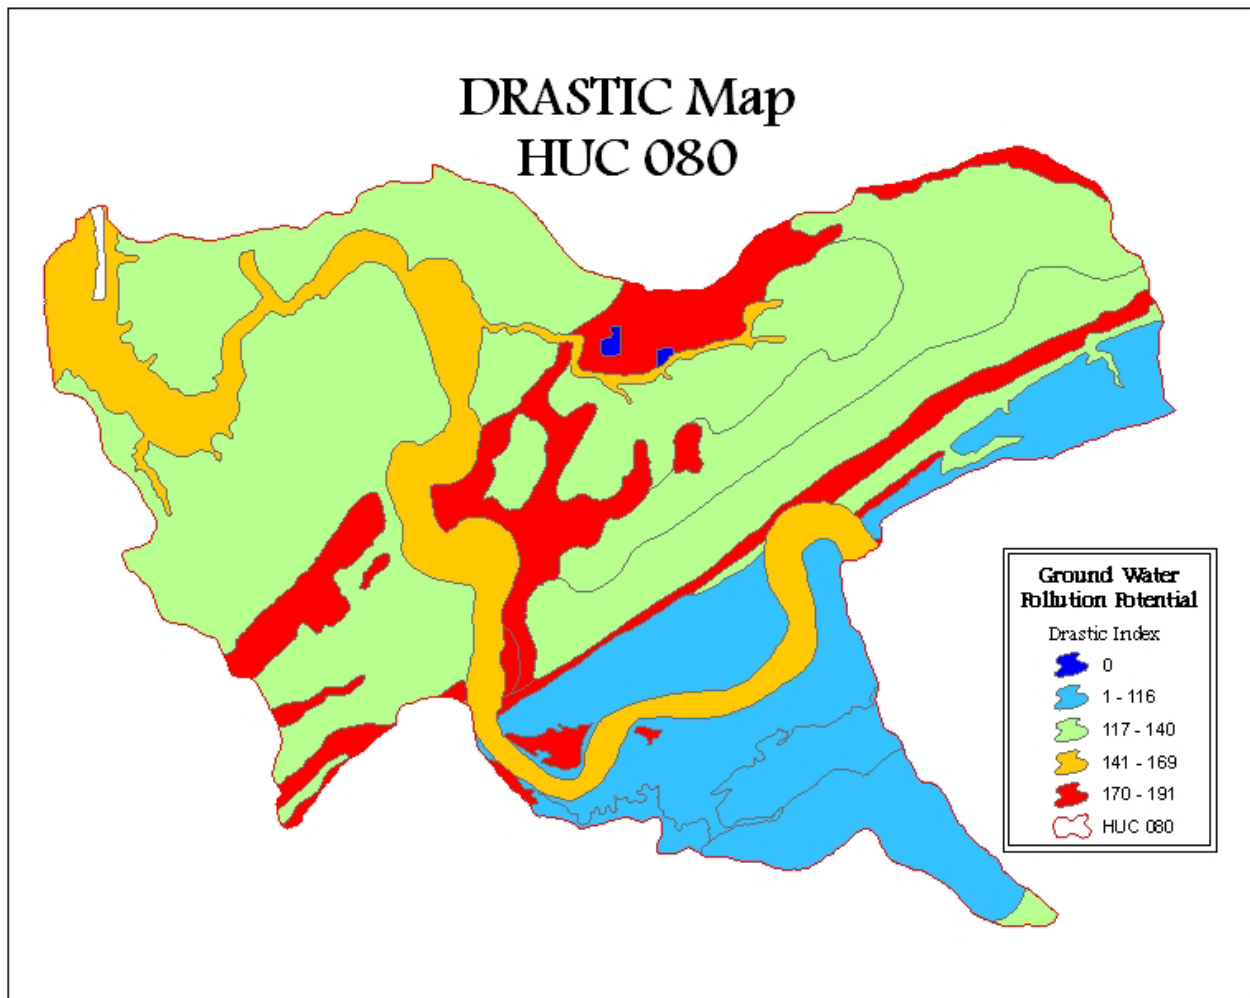 DRASTIC Map
HUC 080
Ground Water
Pollution Potential
Drastic Index
0
1 - 116
117 - 140
141 - 169
170 - 191
HUC 080